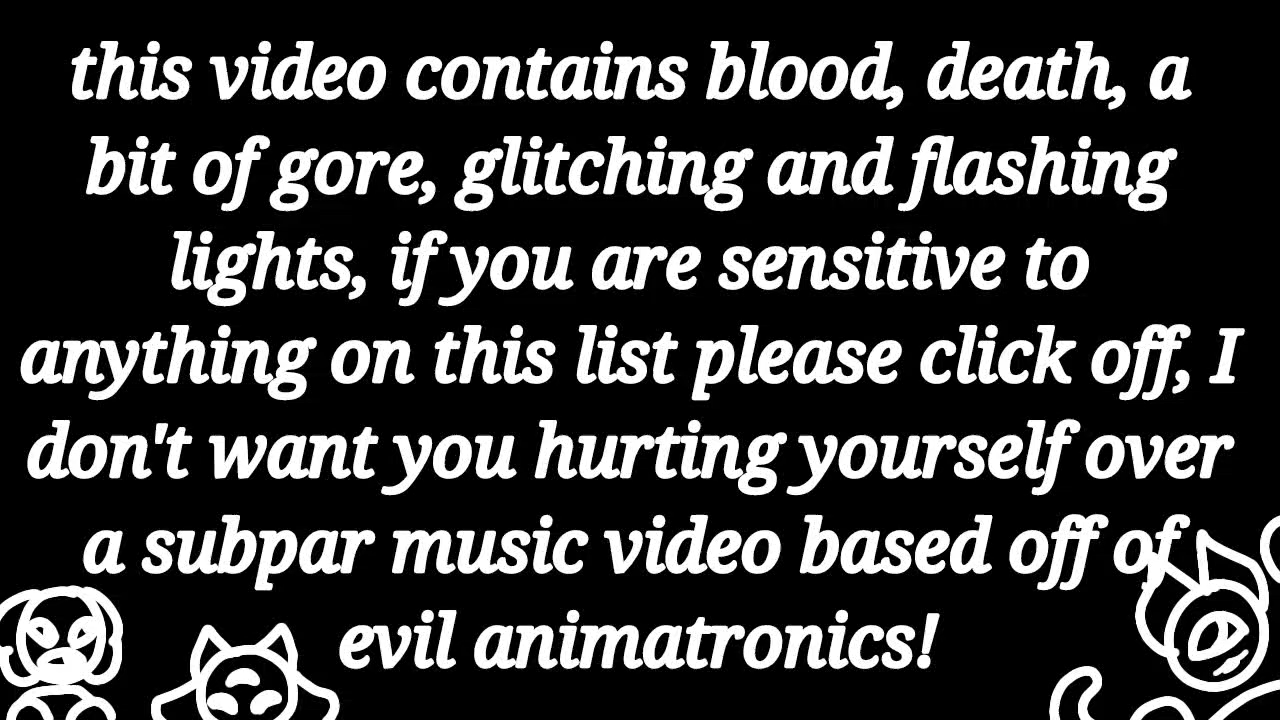 this video contains blood, death, a
bit of gore, glitching and flashing
lights, if you are sensitive to
anything on this list please click off, I
don't want you hurting yourself over
a subpar music video based off of
evil animatronics!